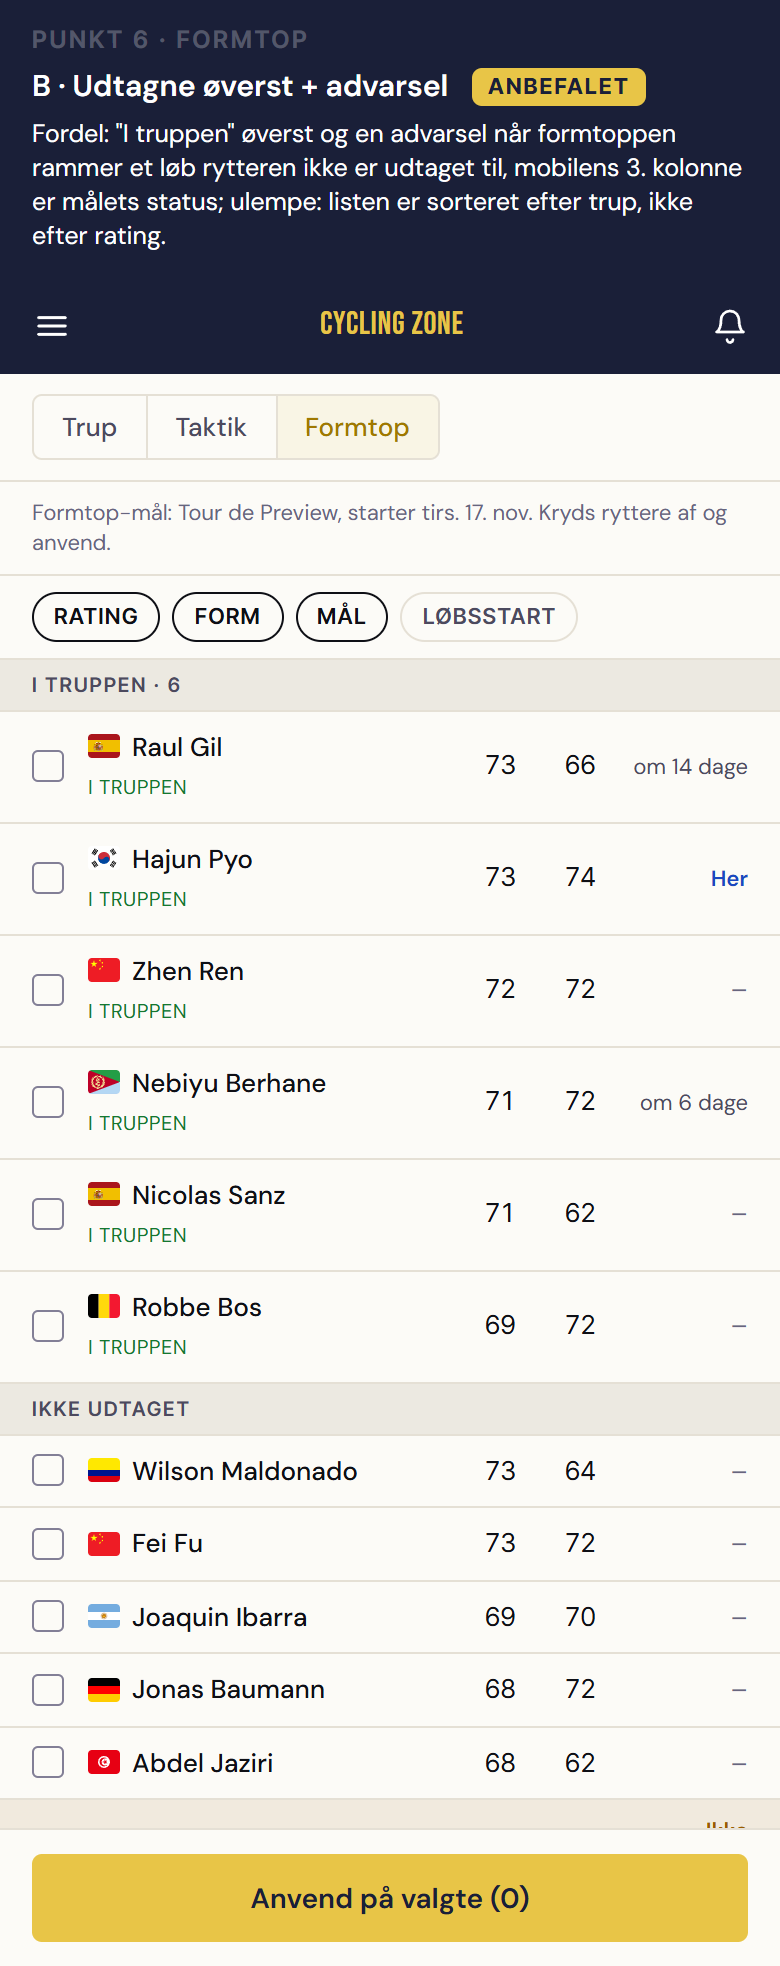 PUNKT 6 · FORMTOP
B · Udtagne øverst + advarsel ANBEFALET
Fordel: "I truppen" øverst og en advarsel når formtoppen
rammer et løb rytteren ikke er udtaget til, mobilens 3. kolonne
er målets status; ulempe: listen er sorteret efter trup, ikke
efter rating.
CYCLING ZONE
Trup Taktik Formtop
Formtop-mål: Tour de Preview, starter tirs. 17. nov. Kryds ryttere af og
anvend.
RATING FORM MÅL LØBSSTART
I TRUPPEN · 6
Raul Gil 73 66 om 14 dage
I TRUPPEN
Hajun Pyo 73 74 Her
I TRUPPEN
Zhen Ren 72 72 –
I TRUPPEN
Nebiyu Berhane 71 72 om 6 dage
I TRUPPEN
Nicolas Sanz 71 62 –
I TRUPPEN
Robbe Bos 69 72 –
I TRUPPEN
IKKE UDTAGET
Wilson Maldonado 73 64 –
Fei Fu 73 72 –
Joaquin Ibarra 69 70 –
Jonas Baumann 68 72 –
Abdel Jaziri 68 62 –
Anvend på valgte (0)